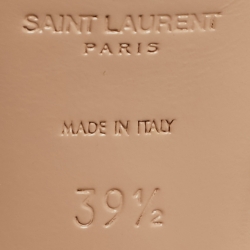 SAINT LAURENT
PARIS
MADE IN ITALY
39½